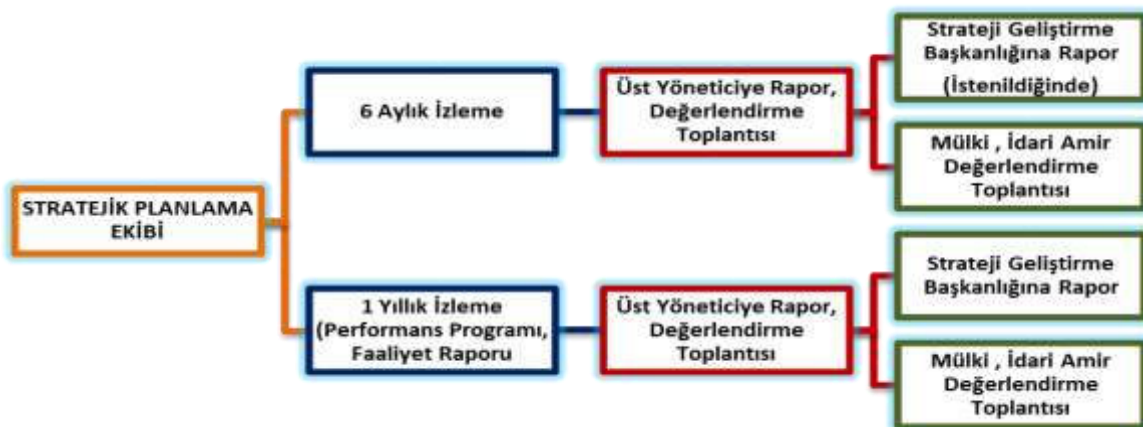 STRATEJİK PLANLAMA
EKİBİ
6 Aylık İzleme
Üst Yöneticiye Rapor,
Değerlendirme
Toplantısı
Strateji Geliştirme
Başkanlığına Rapor
(İstenildiğinde)
Mülki , İdari Amir
Değerlendirme
Toplantısı
1 Yıllık İzleme
(Performans Programı,
Faaliyet Raporu
Üst Yöneticiye Rapor,
Değerlendirme
Toplantısı
Strateji Geliştirme
Başkanlığına Rapor
Mülki , İdari Amir
Değerlendirme
Toplantısı